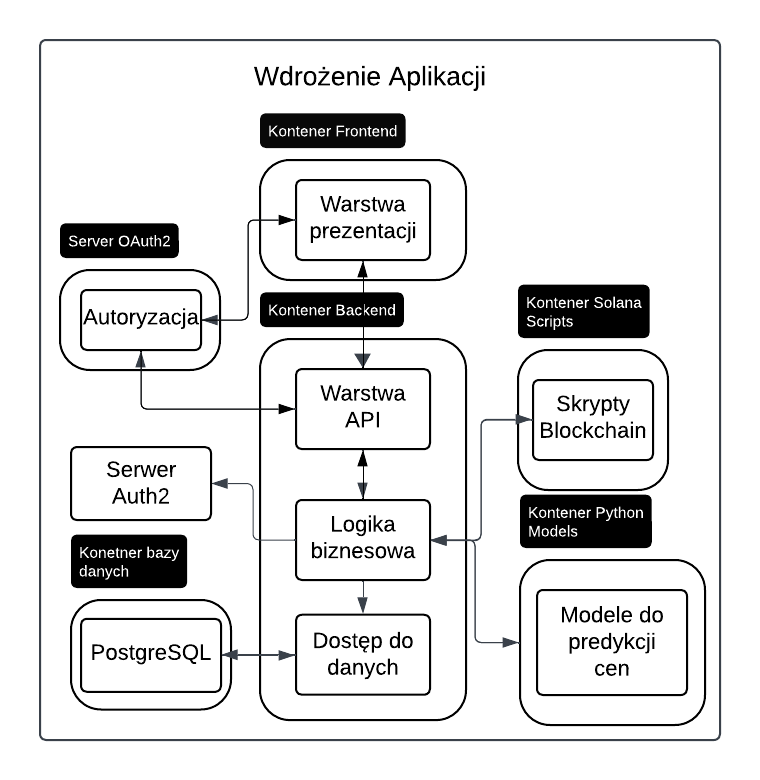 Wdrożenie Aplikacji
Kontener Frontend
Warstwa
prezentacji
Server OAuth2
Autoryzacja
Kontener Backend
Warstwa
API
Kontener Solana
Scripts
Skrypty
Blockchain
Serwer
Auth2
Logika
biznesowa
Kontener Python
Models
Konetner bazy
danych
Modele do
predykcji
cen
PostgreSQL
Dostęp do
danych